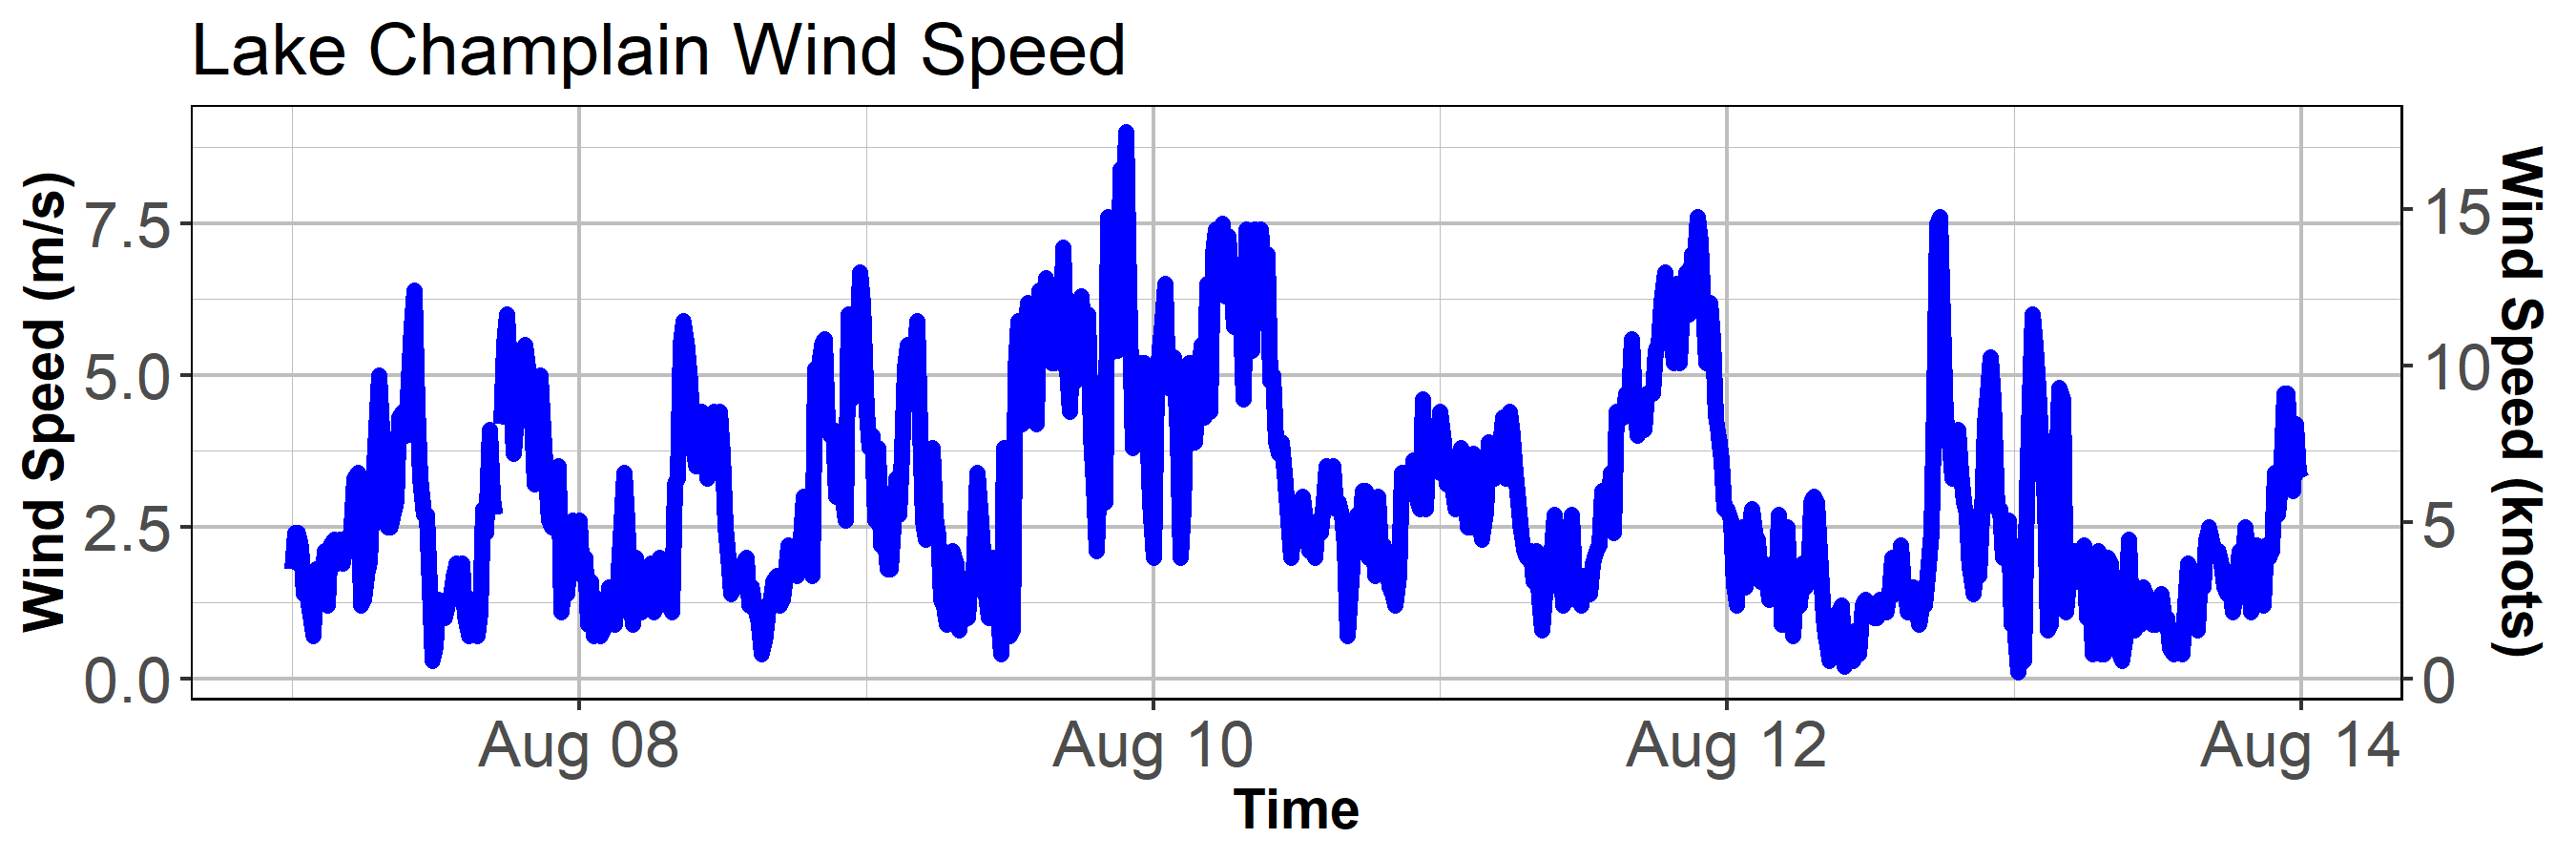 Lake Champlain Wind Speed
Wind Speed (m/s)
7.5
5.0
2.5
0.0
15
10
5
0
Wind Speed (knots)
Aug 08
Aug 10
Aug 12
Aug 14
Time